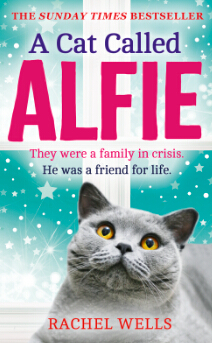 THE SUNDAY TIMES BESTSELLER
A Cat Called
ALFIE
They were a family in crisis.
He was a friend for life.
RACHEL WELLS